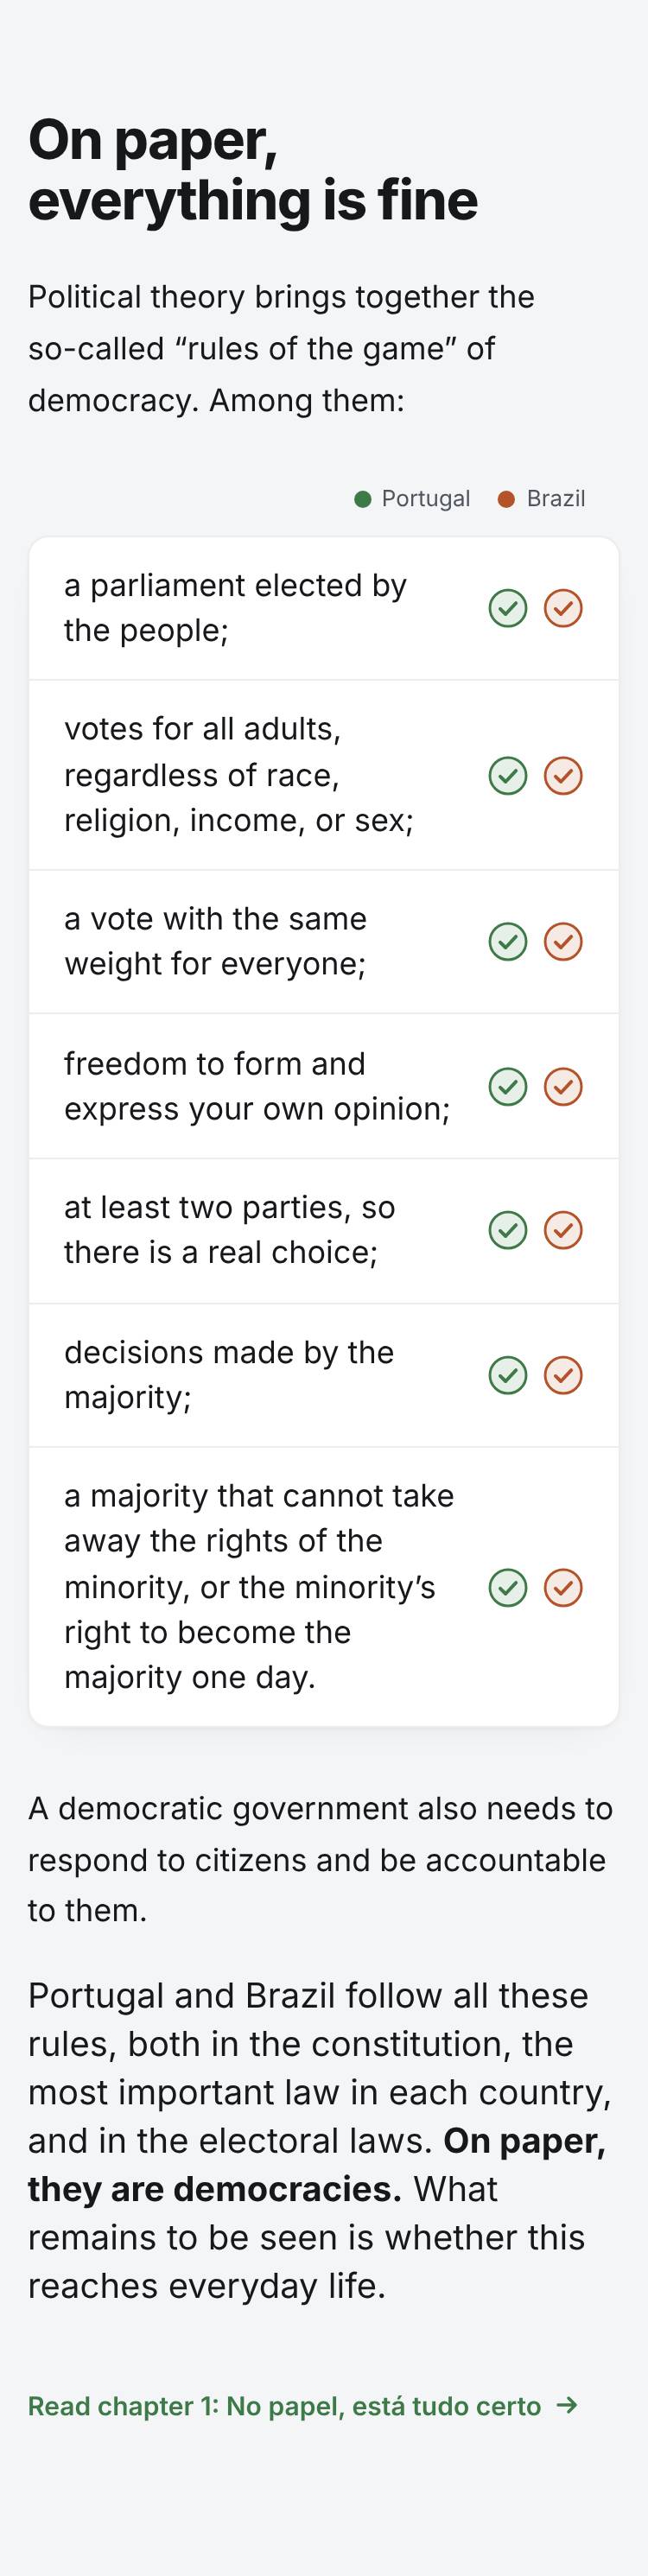 On paper,
everything is fine
Political theory brings together the
so-called “rules of the game” of
democracy. Among them:
Portugal Brazil
a parliament elected by
the people;
votes for all adults,
regardless of race,
religion, income, or sex;
a vote with the same
weight for everyone;
freedom to form and
express your own opinion;
at least two parties, so
there is a real choice;
decisions made by the
majority;
a majority that cannot take
away the rights of the
minority, or the minority’s
right to become the
majority one day.
A democratic government also needs to
respond to citizens and be accountable
to them.
Portugal and Brazil follow all these
rules, both in the constitution, the
most important law in each country,
and in the electoral laws. On paper,
they are democracies. What
remains to be seen is whether this
reaches everyday life.
Read chapter 1: No papel, está tudo certo →